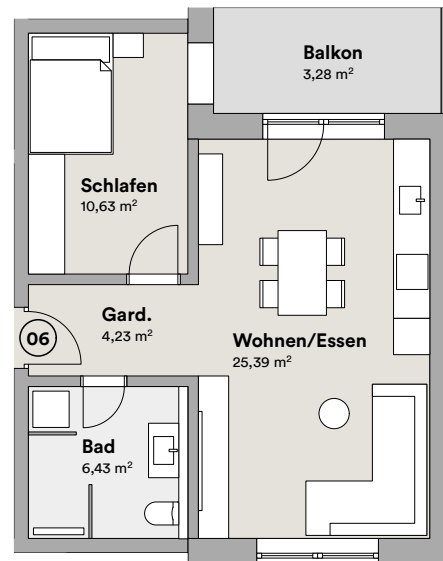 Balkon
3,28 m²
Schlafen
10,63 m²
Gard.
4,23 m²
06
Wohnen/Essen
25,39 m²
Bad
6,43 m²